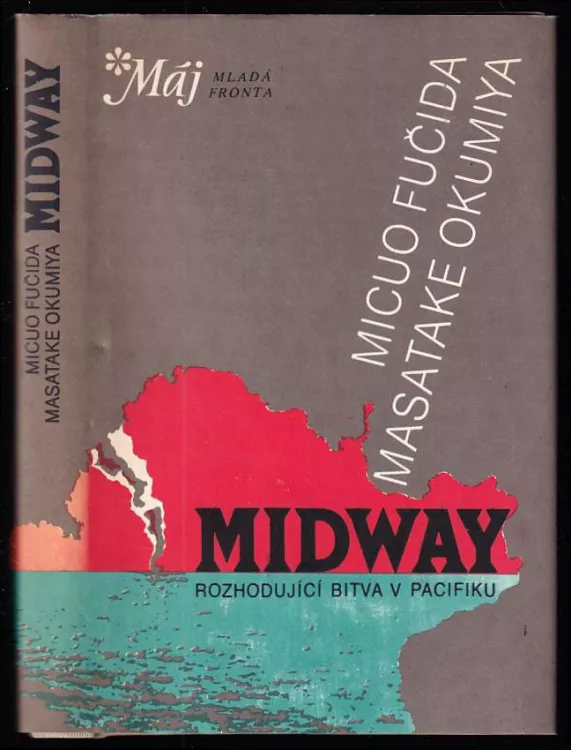 MIDWAY
MICUO FUČIDA
MASATAKE OKUMIYA
*Máj
MLADÁ
FRONTA
MICUO FUČIDA
MASATAKE OKUMIYA
MIDWAY
ROZHODUJÍCÍ BITVA V PACIFIKU